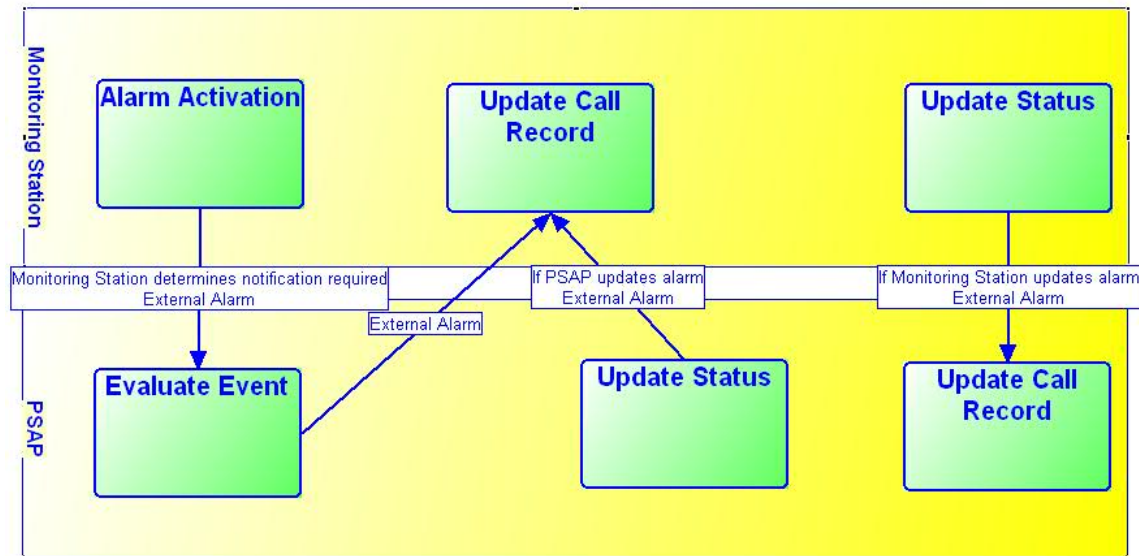 Monitoring Station
Alarm Activation
Update Call
Record
Update Status
Monitoring Station determines notification required
External Alarm
If PSAP updates alarm
External Alarm
If Monitoring Station updates alarm
External Alarm
External Alarm
PSAP
Evaluate Event
Update Status
Update Call
Record